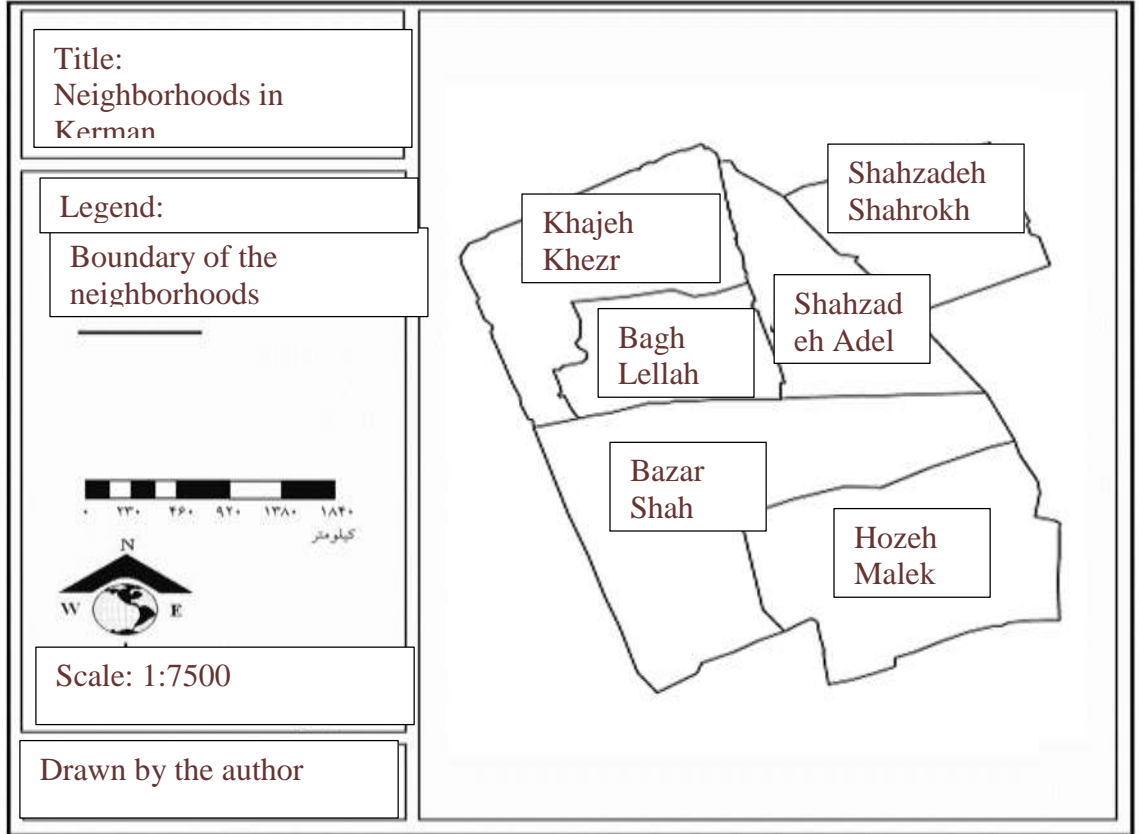 Title:
Neighborhoods in
Kerman
Legend:
Boundary of the
neighborhoods
۰ ۲۳۰ ۴۶۰ ۹۲۰ ۱۳۸۰ ۱۸۴۰
کیلومتر
N
W E
Scale: 1:7500
Drawn by the author
Khajeh
Khezr
Shahzadeh
Shahrokh
Bagh
Lellah
Shahzad
eh Adel
Bazar
Shah
Hozeh
Malek